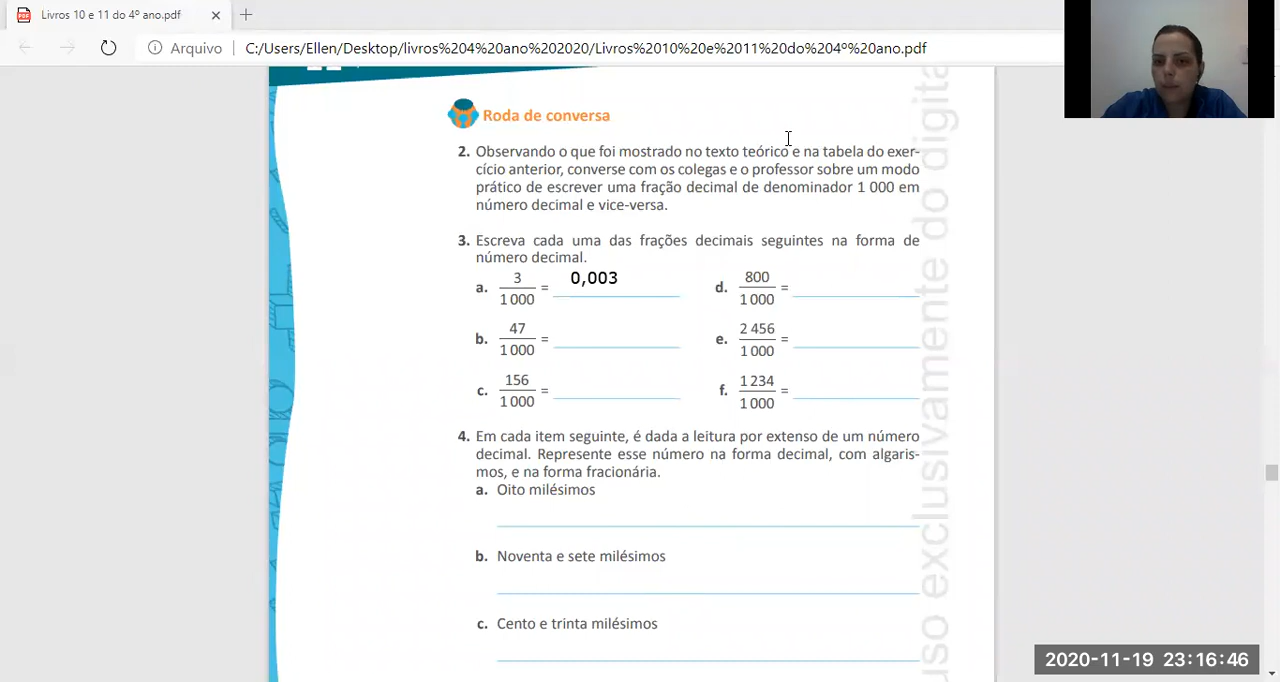 Livros 10 e 11 do 4º ano.pdf
Arquivo
C:/Users/Ellen/Desktop/livros%204%20ano%202020/Livros%2010%20e%2011%20do%204º%20ano.pdf
Roda de conversa
2. Observando o que foi mostrado no texto teórico e na tabela do exer-
cício anterior, converse com os colegas e o professor sobre um modo
prático de escrever uma fração decimal de denominador 1 000 em
número decimal e vice-versa.
3. Escreva cada uma das frações decimais seguintes na forma de
número decimal.
a. 3/1 000 = 0,003
b. 47/1 000 =
c. 156/1 000 =
d. 800/1 000 =
e. 2 456/1 000 =
f. 1 234/1 000 =
4. Em cada item seguinte, é dada a leitura por extenso de um número
decimal. Represente esse número na forma decimal, com algaris-
mos, e na forma fracionária.
a. Oito milésimos
b. Noventa e sete milésimos
c. Cento e trinta milésimos
uso exclusivamente do digita
2020-11-19 23:16:46